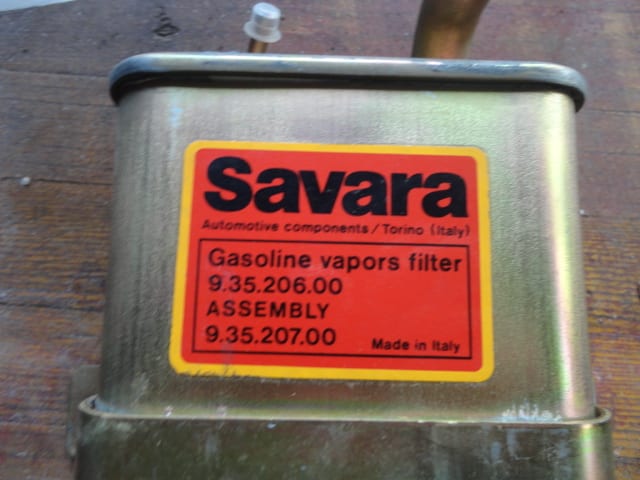 Savara
Automotive components / Torino (Italy)
Gasoline vapors filter
9.35.206.00
ASSEMBLY
9.35.207.00
Made in Italy